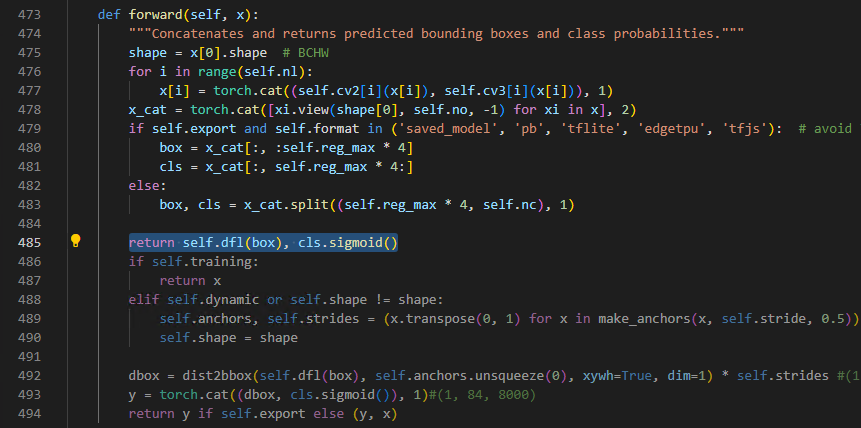 473 def forward(self, x):
474 """Concatenates and returns predicted bounding boxes and class probabilities."""
475 shape = x[0].shape  # BCHW
476 for i in range(self.nl):
477 x[i] = torch.cat((self.cv2[i](x[i]), self.cv3[i](x[i])), 1)
478 x_cat = torch.cat([xi.view(shape[0], self.no, -1) for xi in x], 2)
479 if self.export and self.format in ('saved_model', 'pb', 'tflite', 'edgetpu', 'tfjs'):  # avoid
480 box = x_cat[:, :self.reg_max * 4]
481 cls = x_cat[:, self.reg_max * 4:]
482 else:
483 box, cls = x_cat.split((self.reg_max * 4, self.nc), 1)
484
485 return self.dfl(box), cls.sigmoid()
486 if self.training:
487 return x
488 elif self.dynamic or self.shape != shape:
489 self.anchors, self.strides = (x.transpose(0, 1) for x in make_anchors(x, self.stride, 0.5))
490 self.shape = shape
491
492 dbox = dist2bbox(self.dfl(box), self.anchors.unsqueeze(0), xywh=True, dim=1) * self.strides #(1
493 y = torch.cat((dbox, cls.sigmoid()), 1)#(1, 84, 8000)
494 return y if self.export else (y, x)